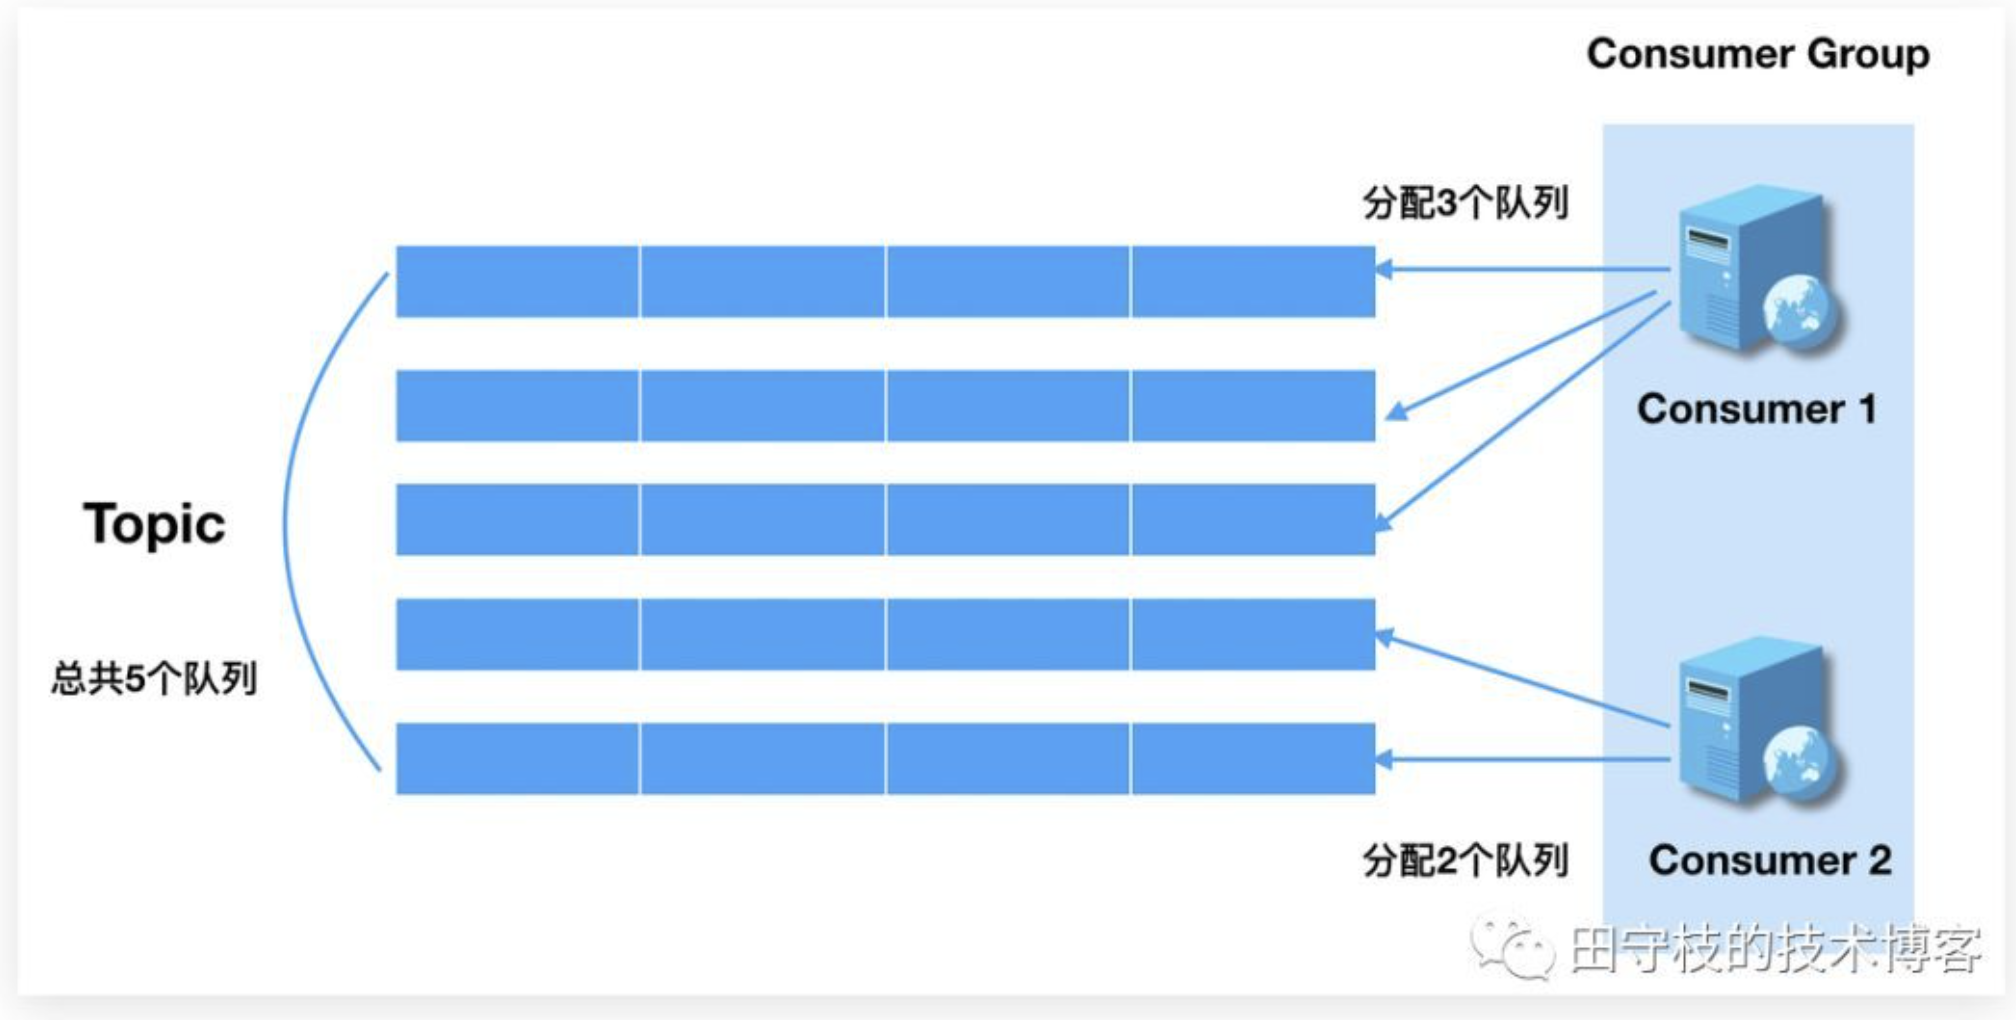 Consumer Group
分配3个队列
Consumer 1
Topic
总共5个队列
分配2个队列
Consumer 2
田守枝的技术博客